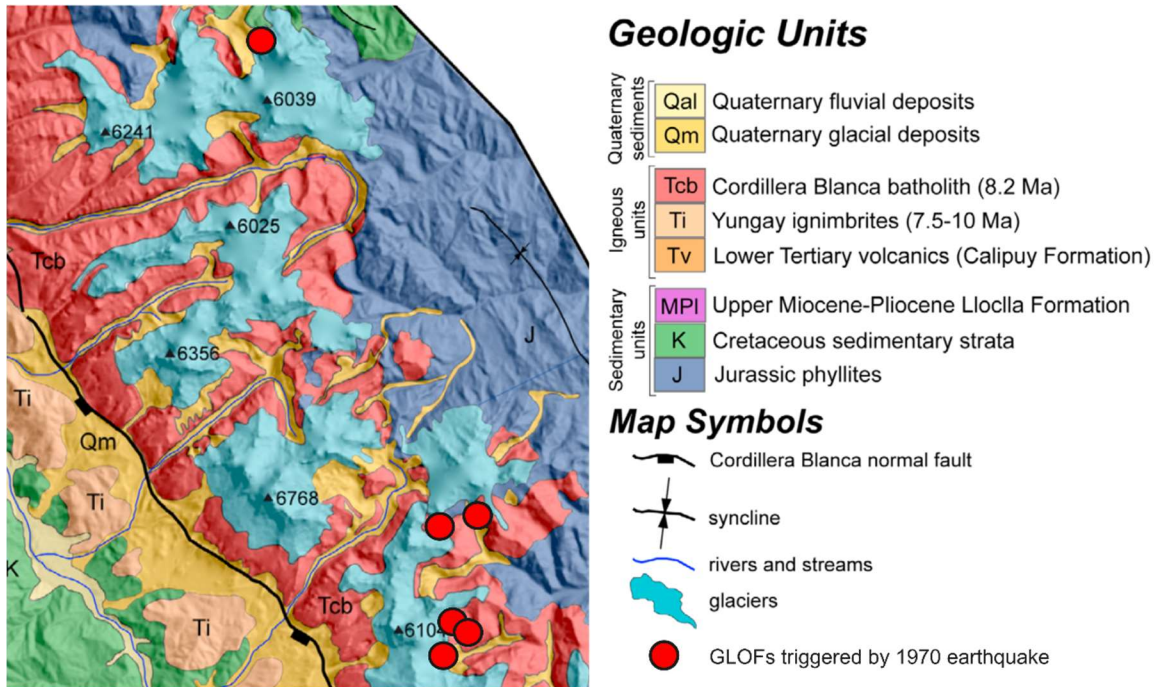 6039
6241
6025
Tcb
6356
J
Ti
Qm
Ti
6768
K
Tcb
Ti
6104
Geologic Units
Quaternary sediments
Qal Quaternary fluvial deposits
Qm Quaternary glacial deposits
Igneous units
Tcb Cordillera Blanca batholith (8.2 Ma)
Ti Yungay ignimbrites (7.5-10 Ma)
Tv Lower Tertiary volcanics (Calipuy Formation)
Sedimentary units
MPl Upper Miocene-Pliocene Lloclla Formation
K Cretaceous sedimentary strata
J Jurassic phyllites
Map Symbols
Cordillera Blanca normal fault
syncline
rivers and streams
glaciers
GLOFs triggered by 1970 earthquake